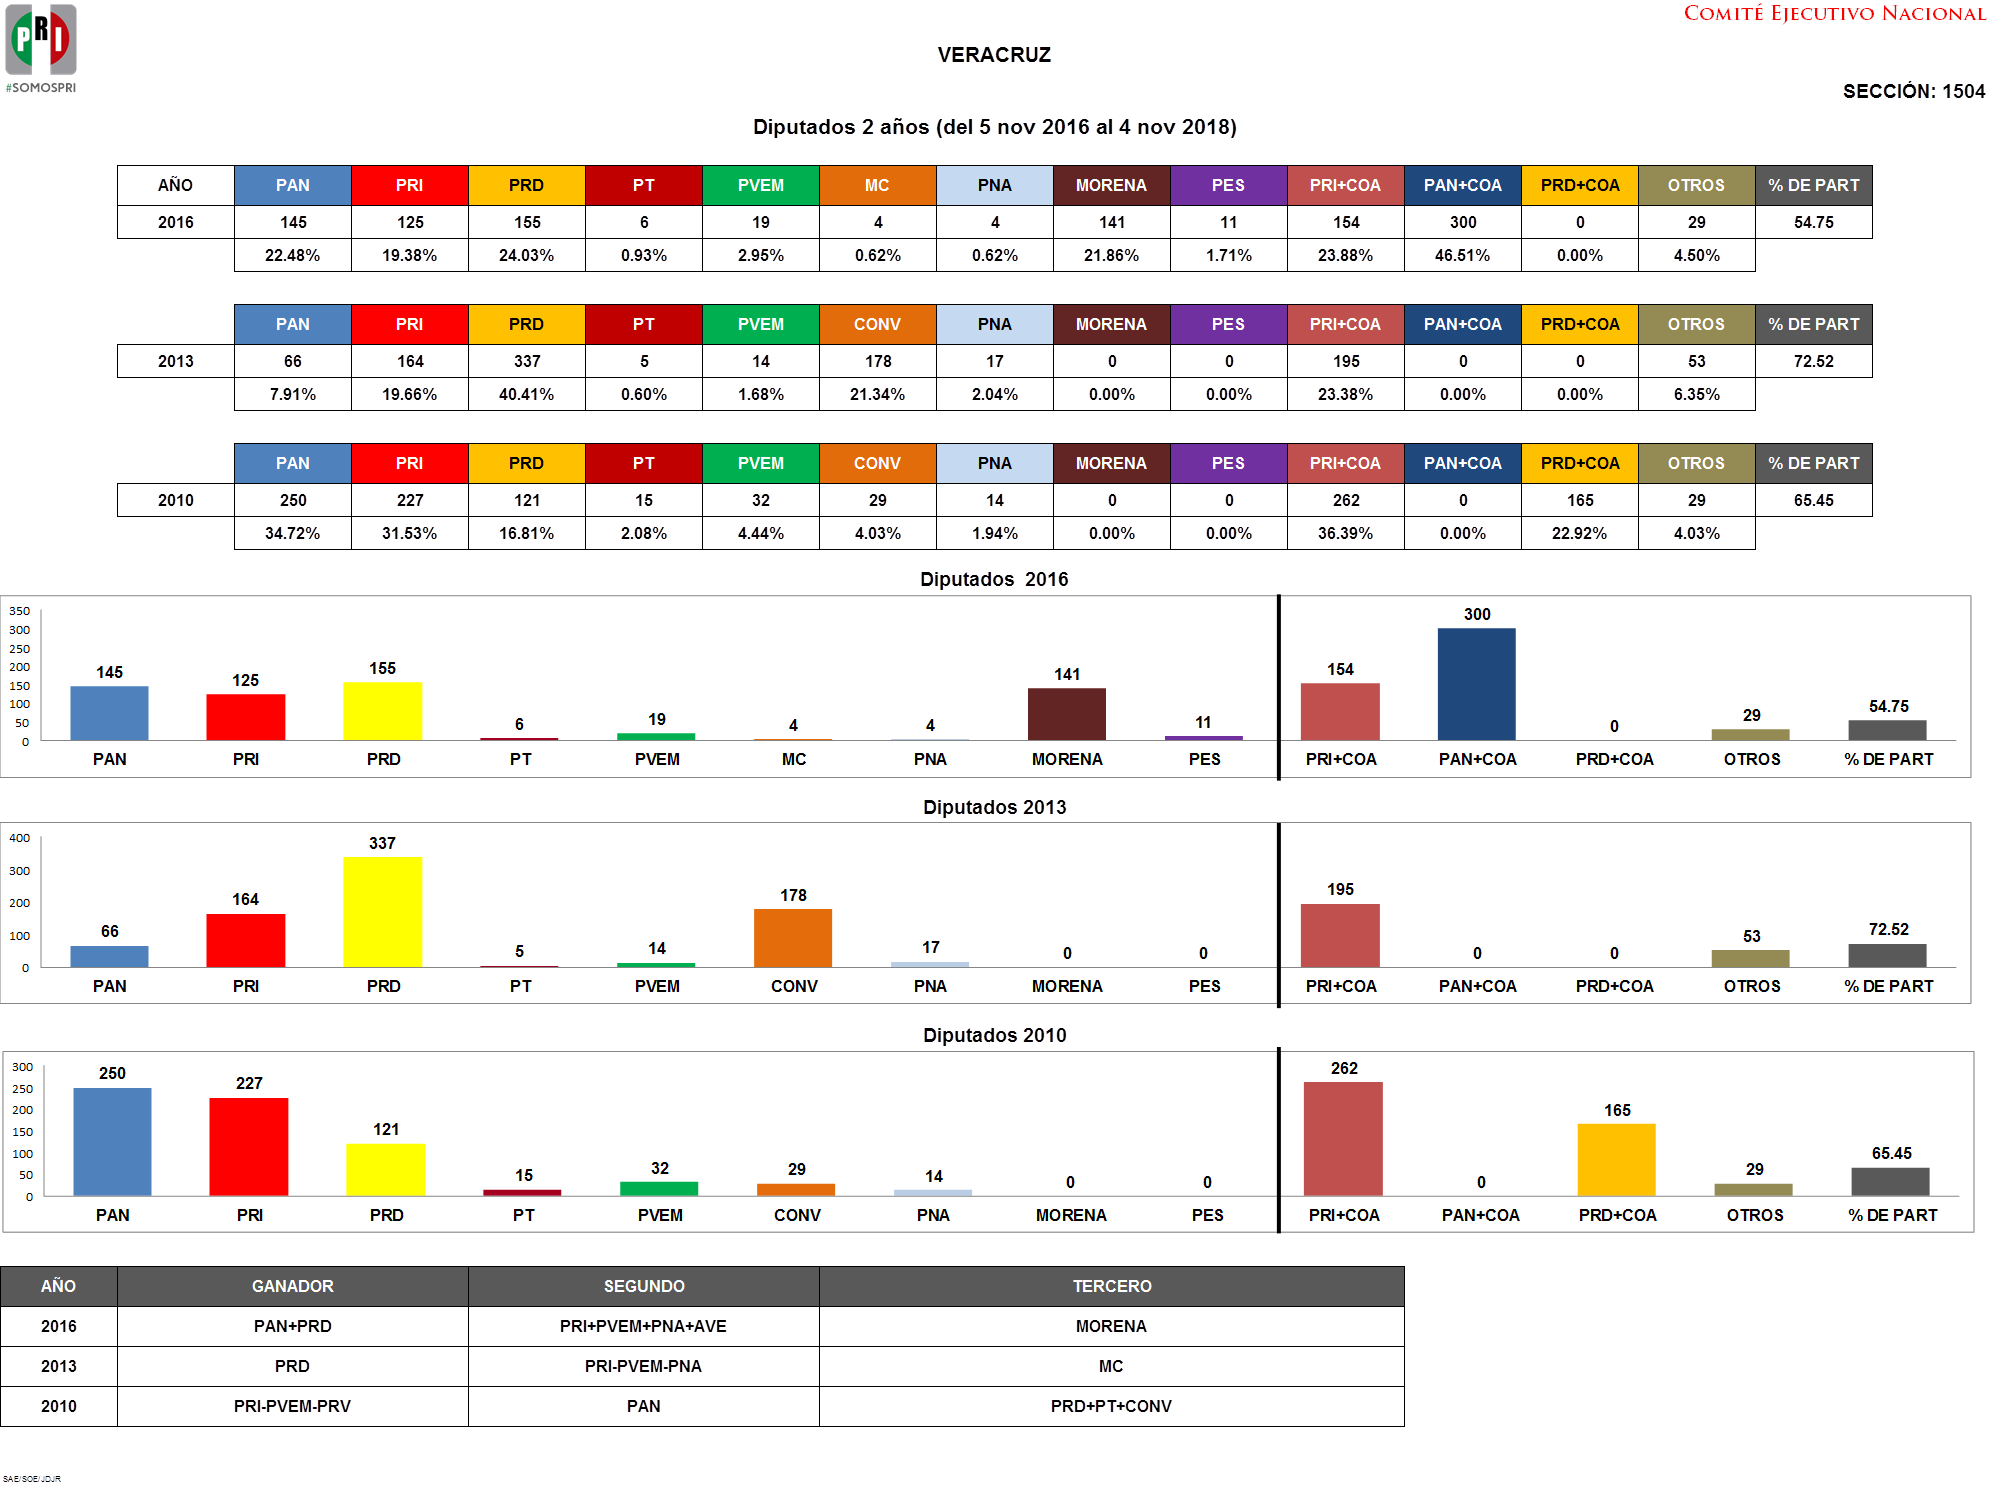 PRI
#SOMOSPRI
COMITÉ EJECUTIVO NACIONAL
VERACRUZ
SECCIÓN: 1504
Diputados 2 años (del 5 nov 2016 al 4 nov 2018)
AÑO PAN PRI PRD PT PVEM MC PNA MORENA PES PRI+COA PAN+COA PRD+COA OTROS % DE PART
2016 145 125 155 6 19 4 4 141 11 154 300 0 29 54.75
22.48% 19.38% 24.03% 0.93% 2.95% 0.62% 0.62% 21.86% 1.71% 23.88% 46.51% 0.00% 4.50%
PAN PRI PRD PT PVEM CONV PNA MORENA PES PRI+COA PAN+COA PRD+COA OTROS % DE PART
2013 66 164 337 5 14 178 17 0 0 195 0 0 53 72.52
7.91% 19.66% 40.41% 0.60% 1.68% 21.34% 2.04% 0.00% 0.00% 23.38% 0.00% 0.00% 6.35%
PAN PRI PRD PT PVEM CONV PNA MORENA PES PRI+COA PAN+COA PRD+COA OTROS % DE PART
2010 250 227 121 15 32 29 14 0 0 262 0 165 29 65.45
34.72% 31.53% 16.81% 2.08% 4.44% 4.03% 1.94% 0.00% 0.00% 36.39% 0.00% 22.92% 4.03%
Diputados 2016
350
300
250
200
150
100
50
0
145 125 155 6 19 4 4 141 11 154 300 0 29 54.75
PAN PRI PRD PT PVEM MC PNA MORENA PES PRI+COA PAN+COA PRD+COA OTROS % DE PART
Diputados 2013
400
300
200
100
0
66 164 337 5 14 178 17 0 0 195 0 0 53 72.52
PAN PRI PRD PT PVEM CONV PNA MORENA PES PRI+COA PAN+COA PRD+COA OTROS % DE PART
Diputados 2010
300
250
200
150
100
50
0
250 227 121 15 32 29 14 0 0 262 0 165 29 65.45
PAN PRI PRD PT PVEM CONV PNA MORENA PES PRI+COA PAN+COA PRD+COA OTROS % DE PART
AÑO GANADOR SEGUNDO TERCERO
2016 PAN+PRD PRI+PVEM+PNA+AVE MORENA
2013 PRD PRI-PVEM-PNA MC
2010 PRI-PVEM-PRV PAN PRD+PT+CONV
SAE/SOE/JDJR